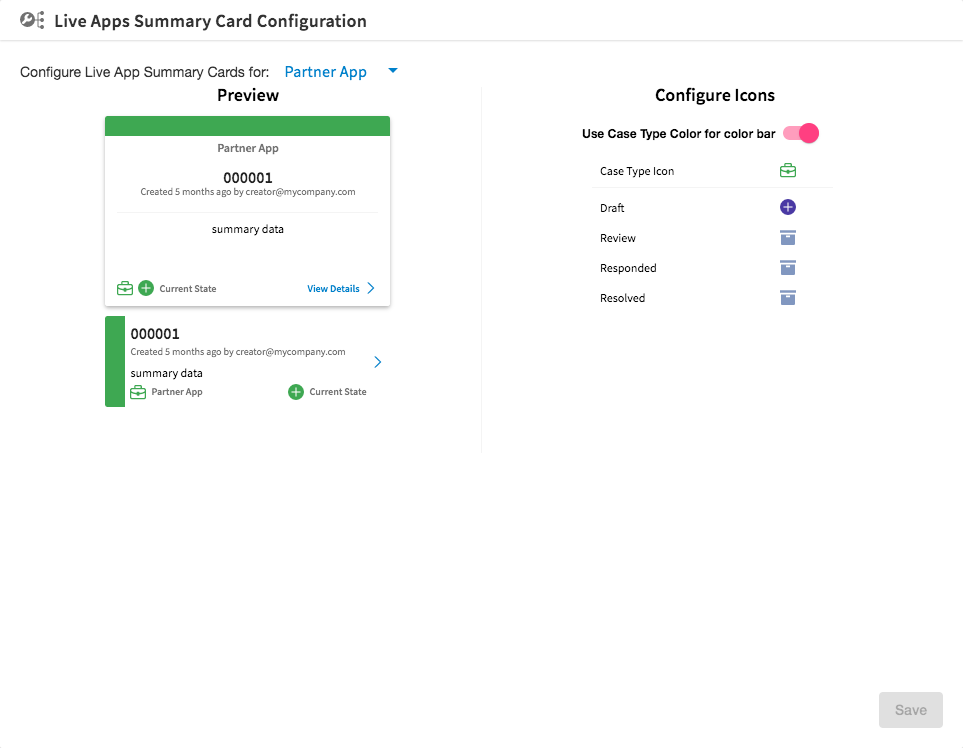 Live Apps Summary Card Configuration
Configure Live App Summary Cards for: Partner App
Preview
Partner App
000001
Created 5 months ago by creator@mycompany.com
summary data
Current State View Details
000001
Created 5 months ago by creator@mycompany.com
summary data
Partner App Current State
Configure Icons
Use Case Type Color for color bar
Case Type Icon
Draft
Review
Responded
Resolved
Save